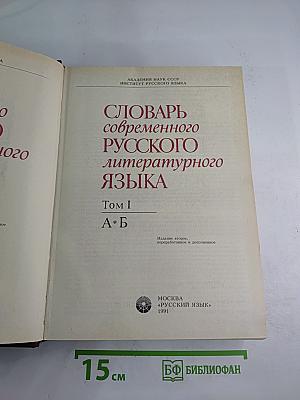 АКАДЕМИЯ НАУК СССР
ИНСТИТУТ РУССКОГО ЯЗЫКА
СЛОВАРЬ
современного
РУССКОГО
литературного
ЯЗЫКА
Том I
А•Б
Издание второе,
переработанное и дополненное
МОСКВА
«РУССКИЙ ЯЗЫК»
1991
15 см
БФ БИБЛИОФАН